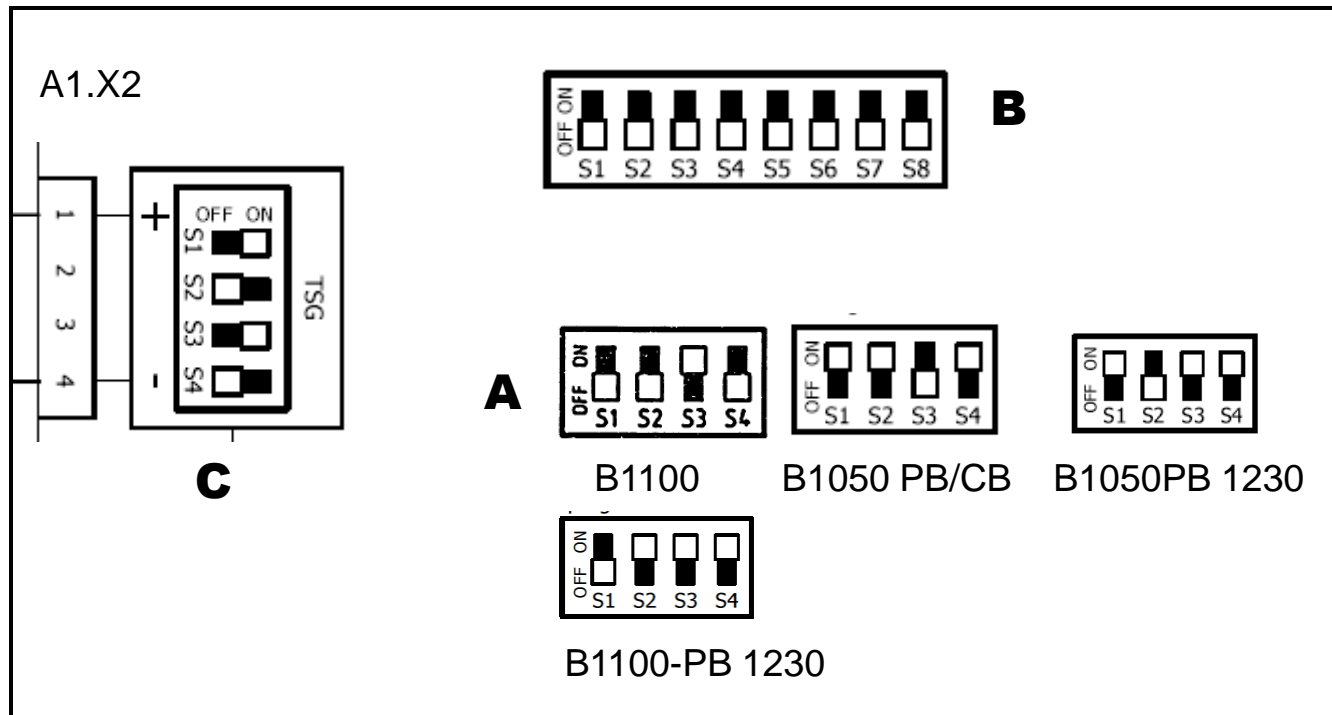 A1.X2
OFF ON
S1 S2 S3 S4 S5 S6 S7 S8
B
1
2
3
4
+
-
OFF ON
S1
S2
S3
S4
TSG
C
A
OFF ON
S1 S2 S3 S4
B1100
OFF ON
S1 S2 S3 S4
B1050 PB/CB
OFF ON
S1 S2 S3 S4
B1050PB 1230
OFF ON
S1 S2 S3 S4
B1100-PB 1230